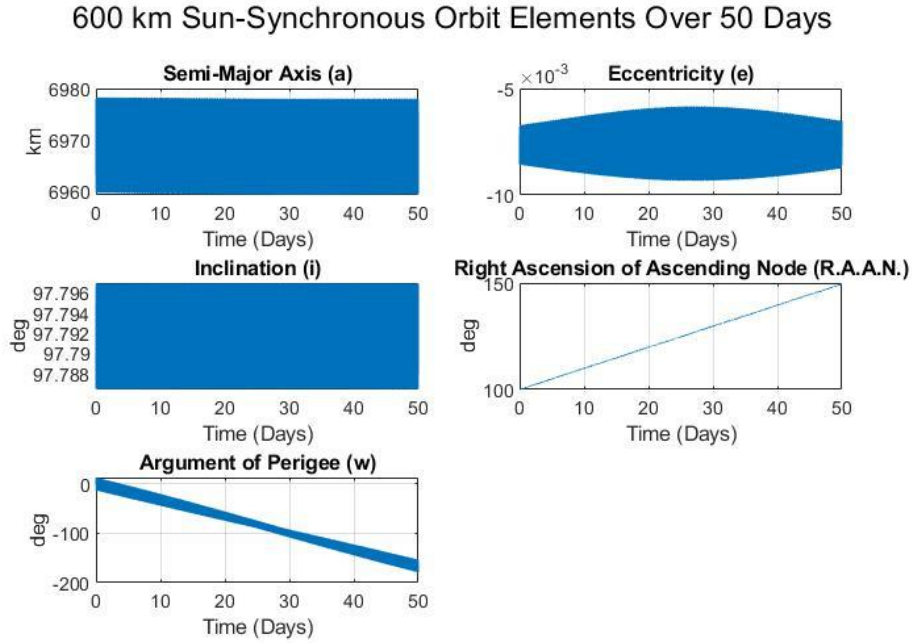 600 km Sun-Synchronous Orbit Elements Over 50 Days
Semi-Major Axis (a)
6980
6970
6960
km
0 10 20 30 40 50
Time (Days)
Eccentricity (e)
×10⁻³
-5
-10
0 10 20 30 40 50
Time (Days)
Inclination (i)
97.796
97.794
97.792
97.79
97.788
deg
0 10 20 30 40 50
Time (Days)
Right Ascension of Ascending Node (R.A.A.N.)
150
100
deg
0 10 20 30 40 50
Time (Days)
Argument of Perigee (w)
0
-100
-200
deg
0 10 20 30 40 50
Time (Days)